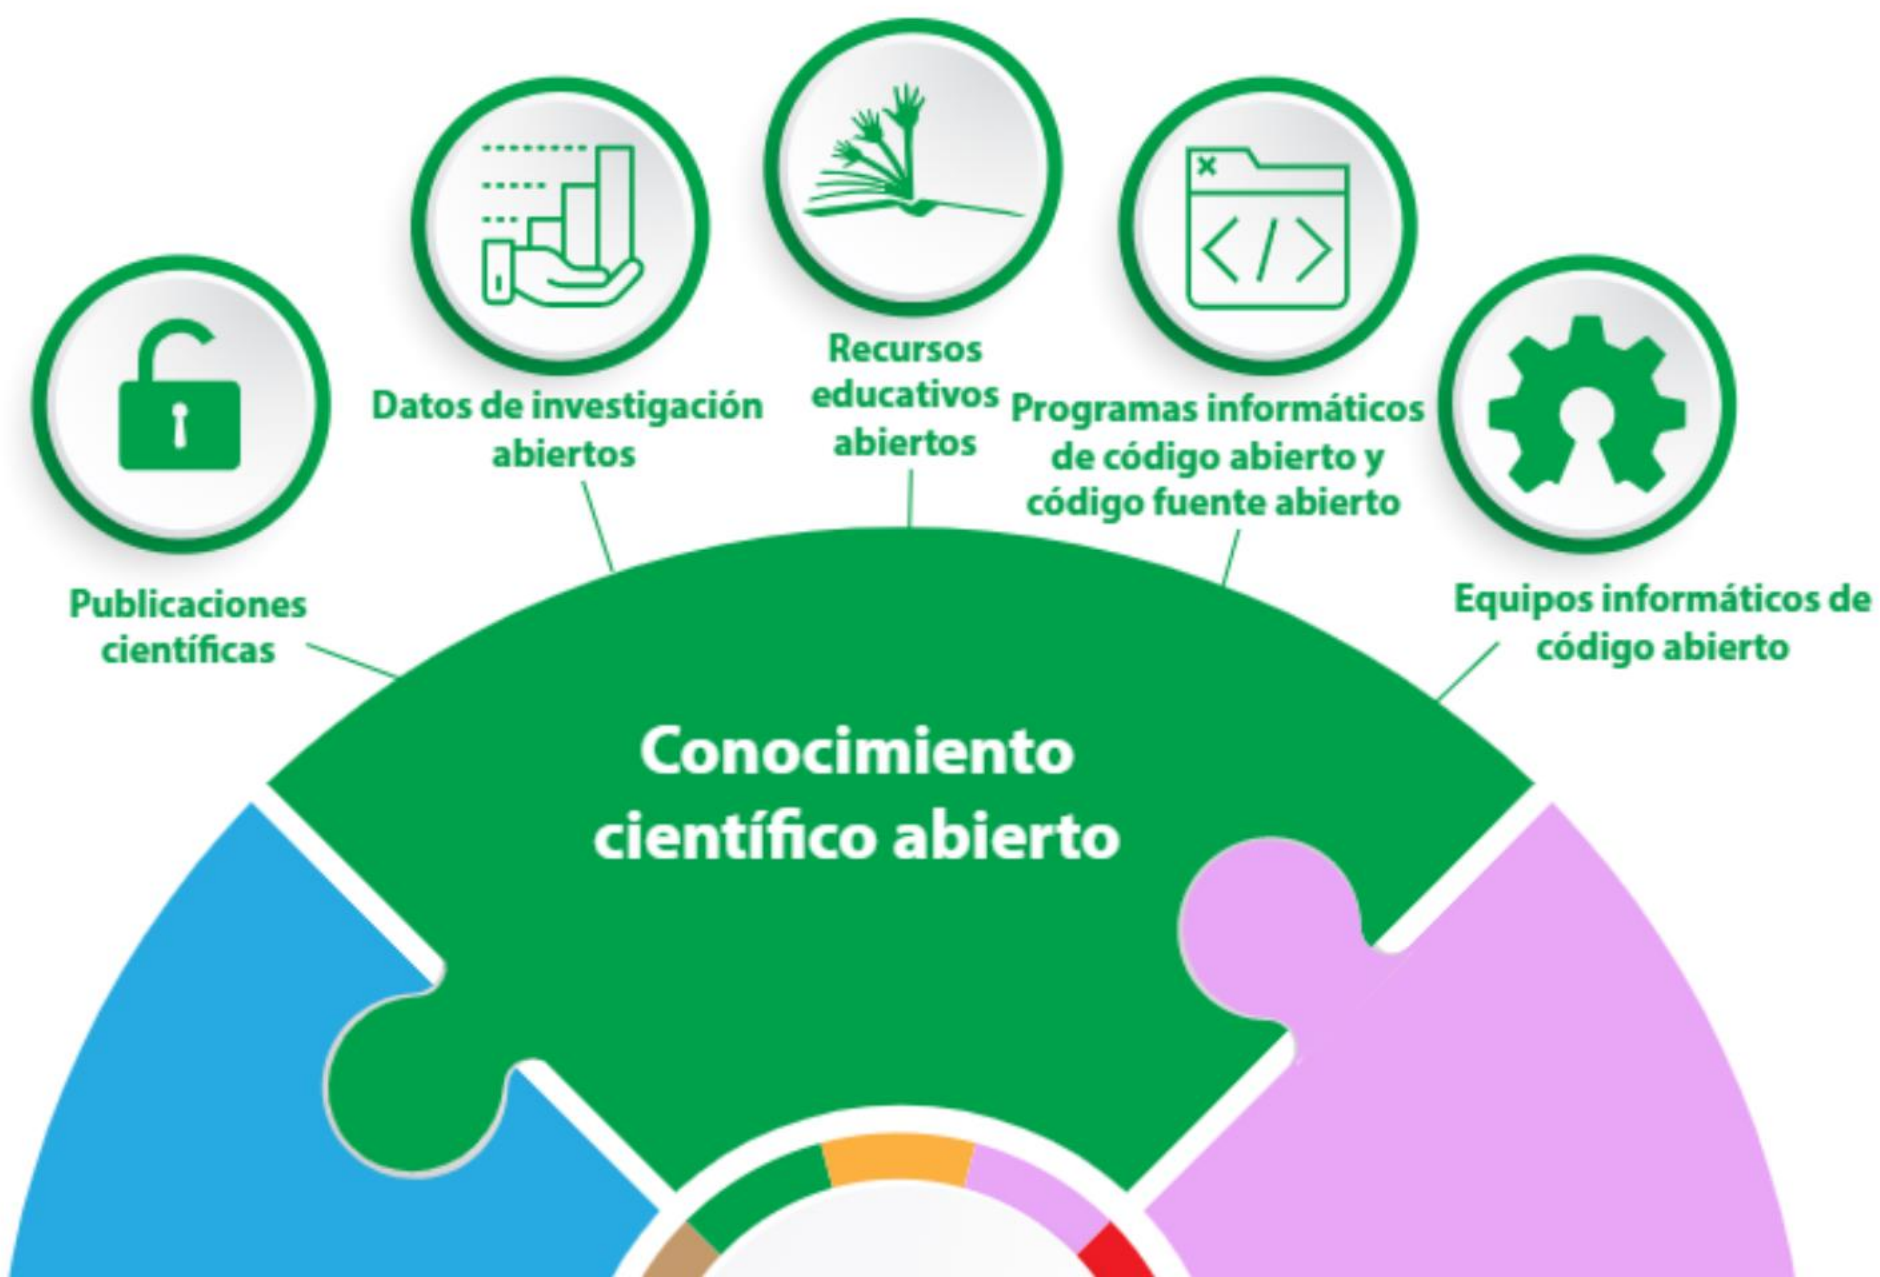 Publicaciones
científicas
Datos de investigación
abiertos
Recursos
educativos
abiertos
Programas informáticos
de código abierto y
código fuente abierto
Equipos informáticos de
código abierto
Conocimiento
científico abierto